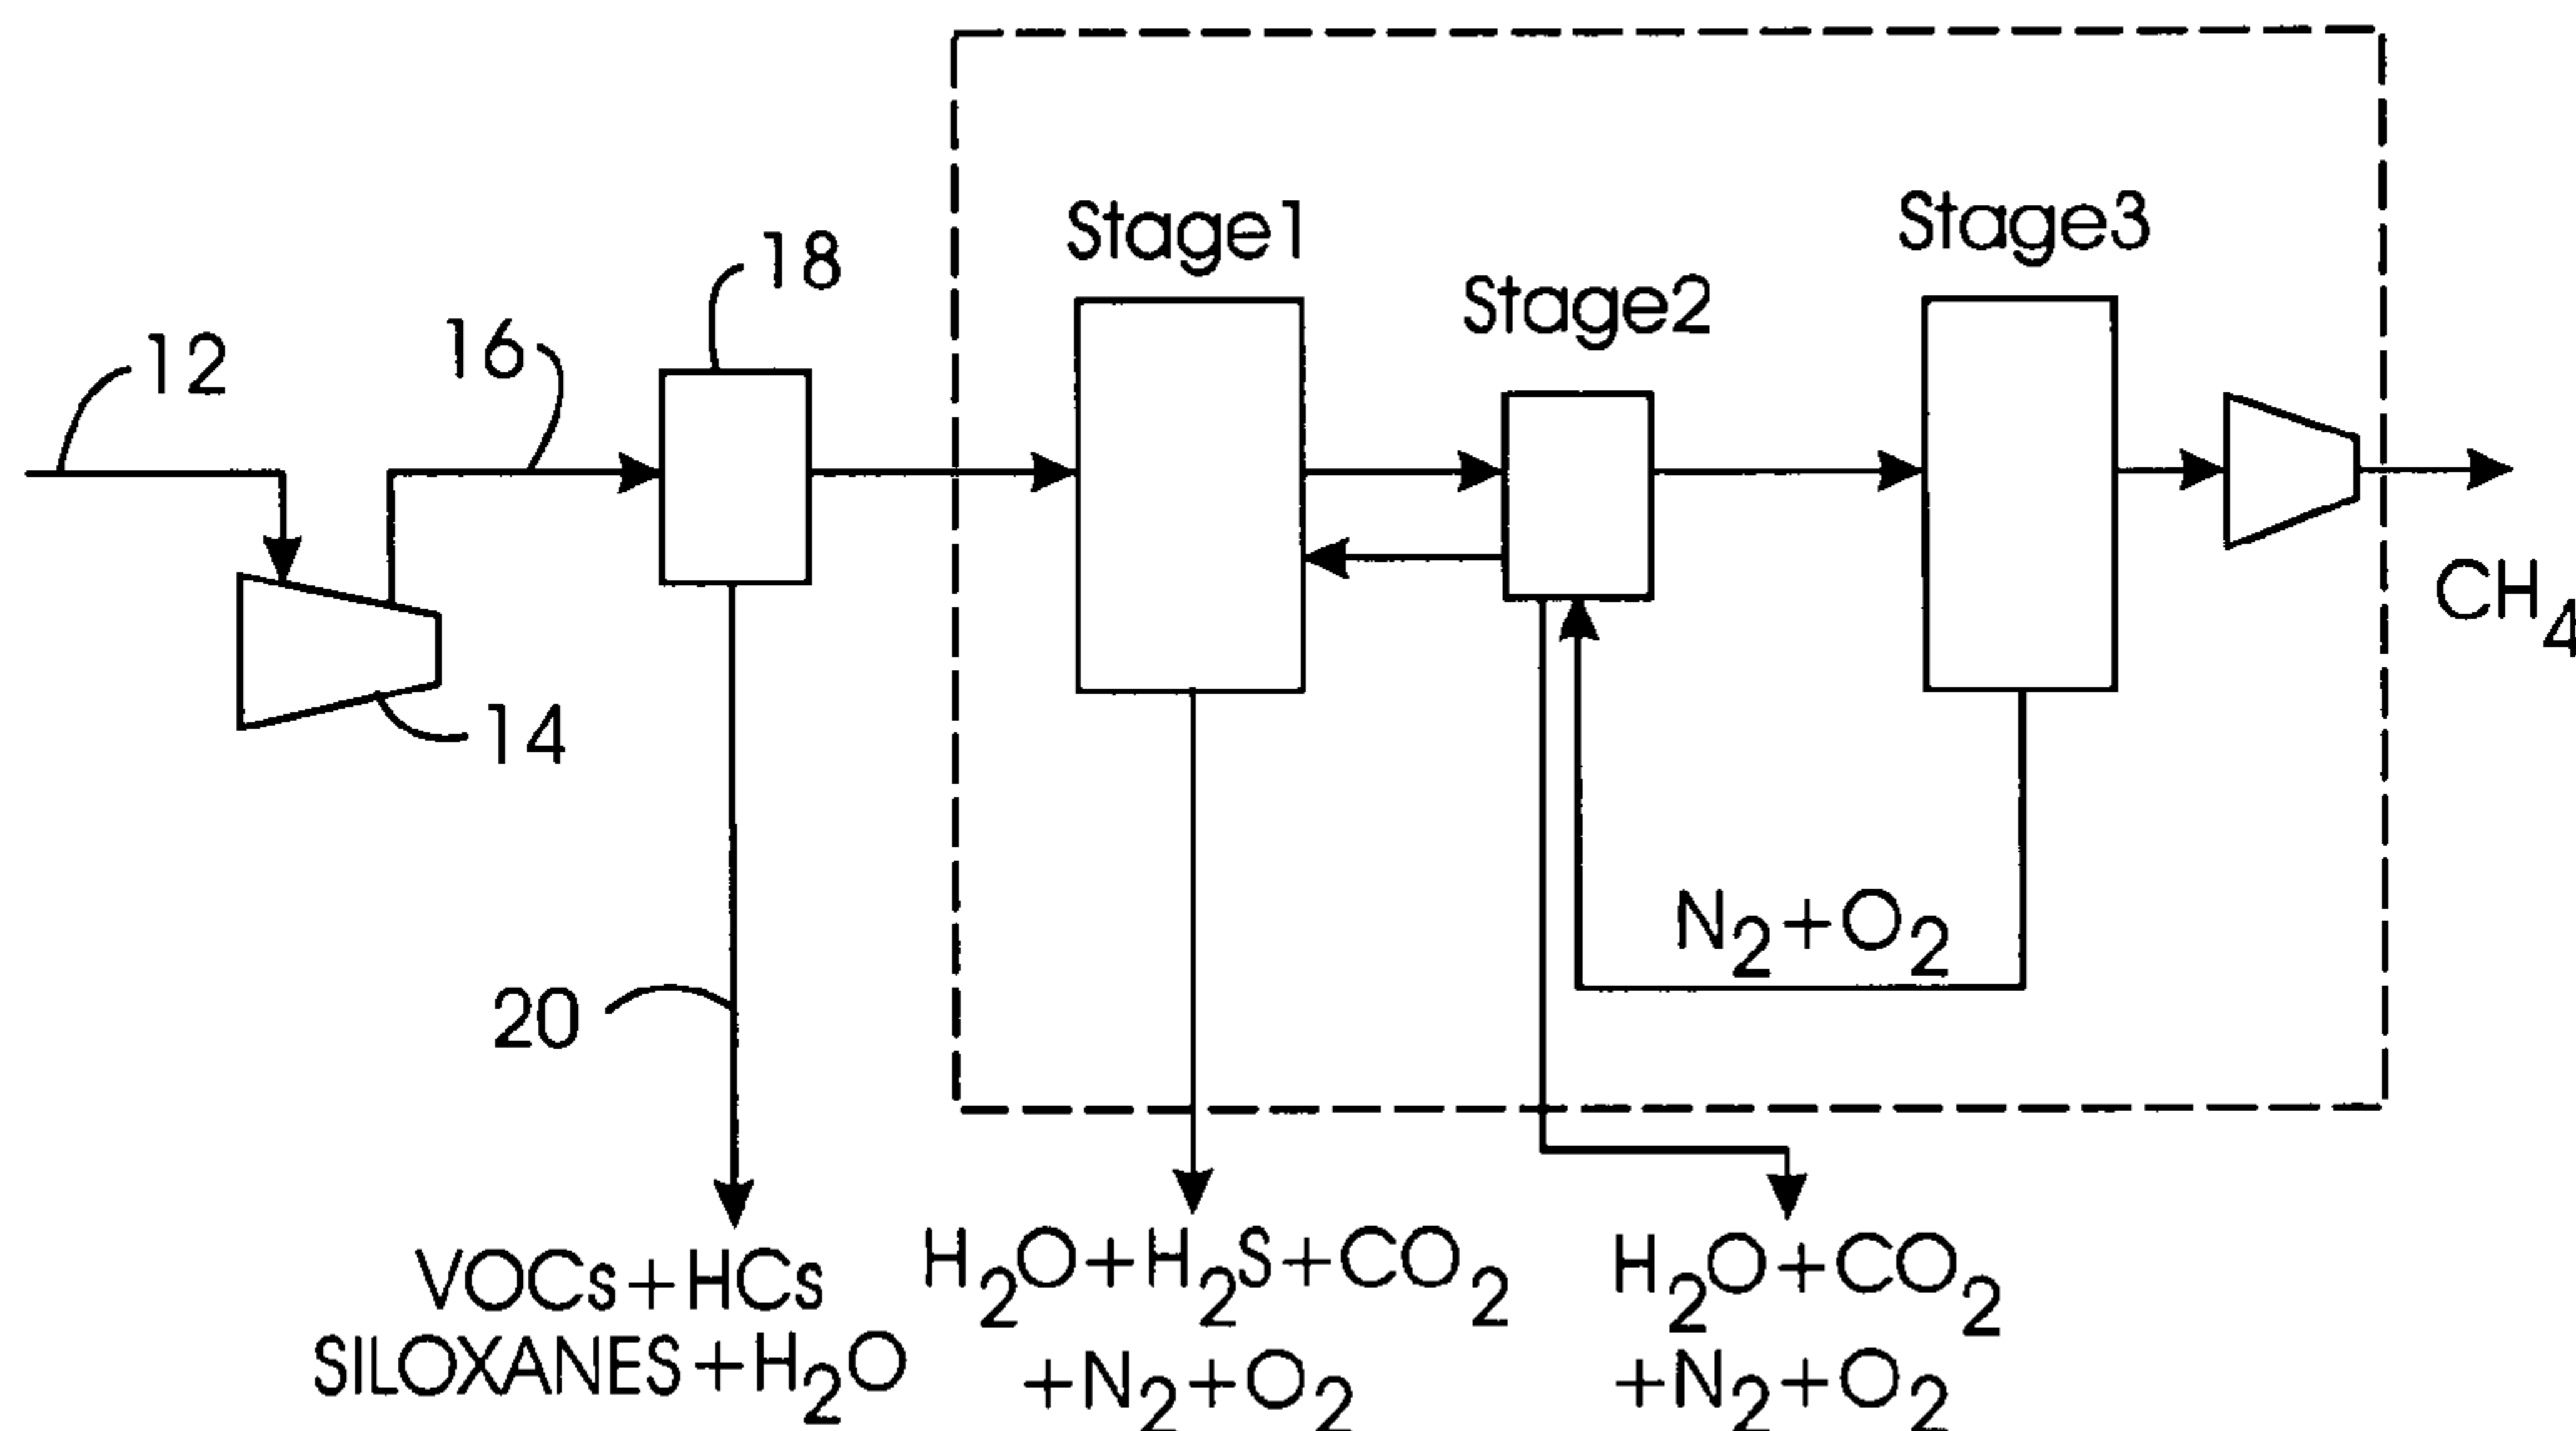 Stage1
Stage3
18
Stage2
12
16
CH₄
14
N₂+O₂
20
VOCs+HCs
SILOXANES+H₂O
H₂O+H₂S+CO₂
+N₂+O₂
H₂O+CO₂
+N₂+O₂